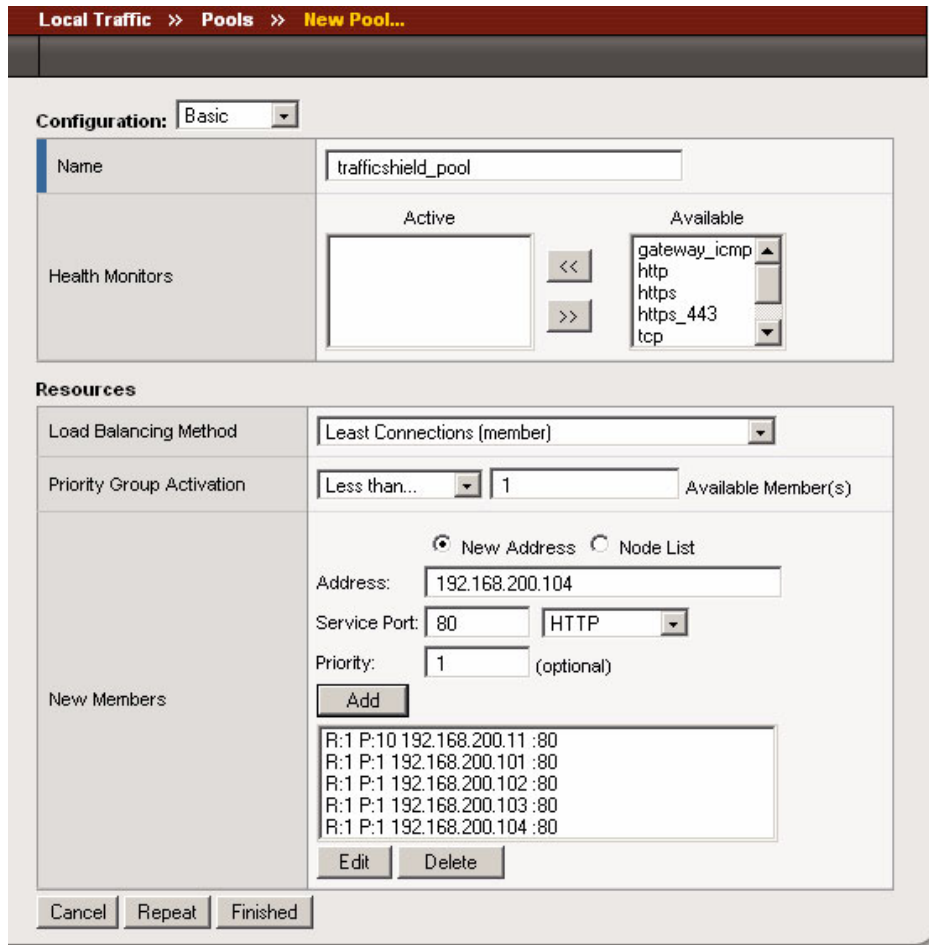 Local Traffic >> Pools >> New Pool...
Configuration: Basic
Name trafficshield_pool
Active Available
Health Monitors
<<
>>
gateway_icmp
http
https
https_443
tcp
Resources
Load Balancing Method Least Connections (member)
Priority Group Activation Less than... 1 Available Member(s)
New Address Node List
Address: 192.168.200.104
Service Port: 80 HTTP
Priority: 1 (optional)
New Members
Add
R:1 P:10 192.168.200.11 :80
R:1 P:1 192.168.200.101 :80
R:1 P:1 192.168.200.102 :80
R:1 P:1 192.168.200.103 :80
R:1 P:1 192.168.200.104 :80
Edit Delete
Cancel Repeat Finished